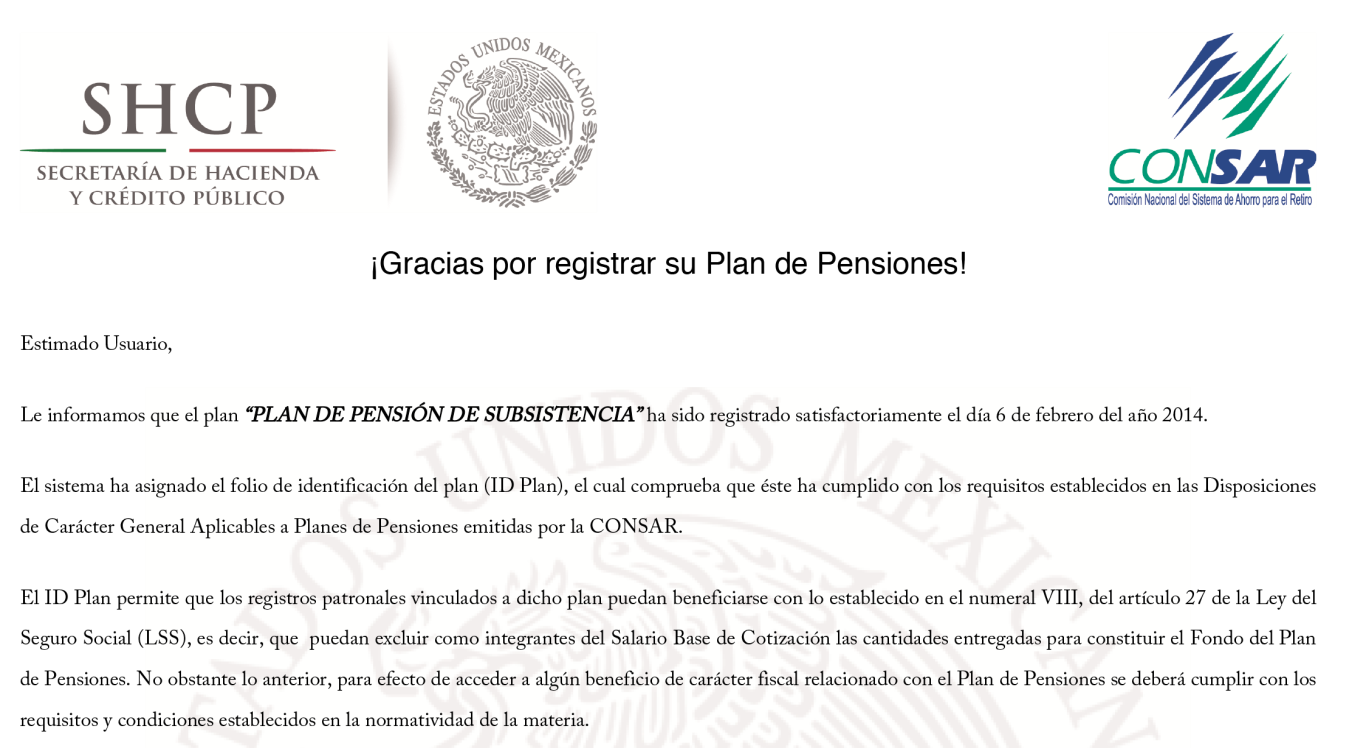 SHCP
SECRETARÍA DE HACIENDA
Y CRÉDITO PÚBLICO
ESTADOS UNIDOS MEXICANOS
CONSAR
Comisión Nacional del Sistema de Ahorro para el Retiro
¡Gracias por registrar su Plan de Pensiones!
Estimado Usuario,
Le informamos que el plan “PLAN DE PENSIÓN DE SUBSISTENCIA” ha sido registrado satisfactoriamente el día 6 de febrero del año 2014.
El sistema ha asignado el folio de identificación del plan (ID Plan), el cual comprueba que éste ha cumplido con los requisitos establecidos en las Disposiciones
de Carácter General Aplicables a Planes de Pensiones emitidas por la CONSAR.
El ID Plan permite que los registros patronales vinculados a dicho plan puedan beneficiarse con lo establecido en el numeral VIII, del artículo 27 de la Ley del
Seguro Social (LSS), es decir, que  puedan excluir como integrantes del Salario Base de Cotización las cantidades entregadas para constituir el Fondo del Plan
de Pensiones. No obstante lo anterior, para efecto de acceder a algún beneficio de carácter fiscal relacionado con el Plan de Pensiones se deberá cumplir con los
requisitos y condiciones establecidos en la normatividad de la materia.